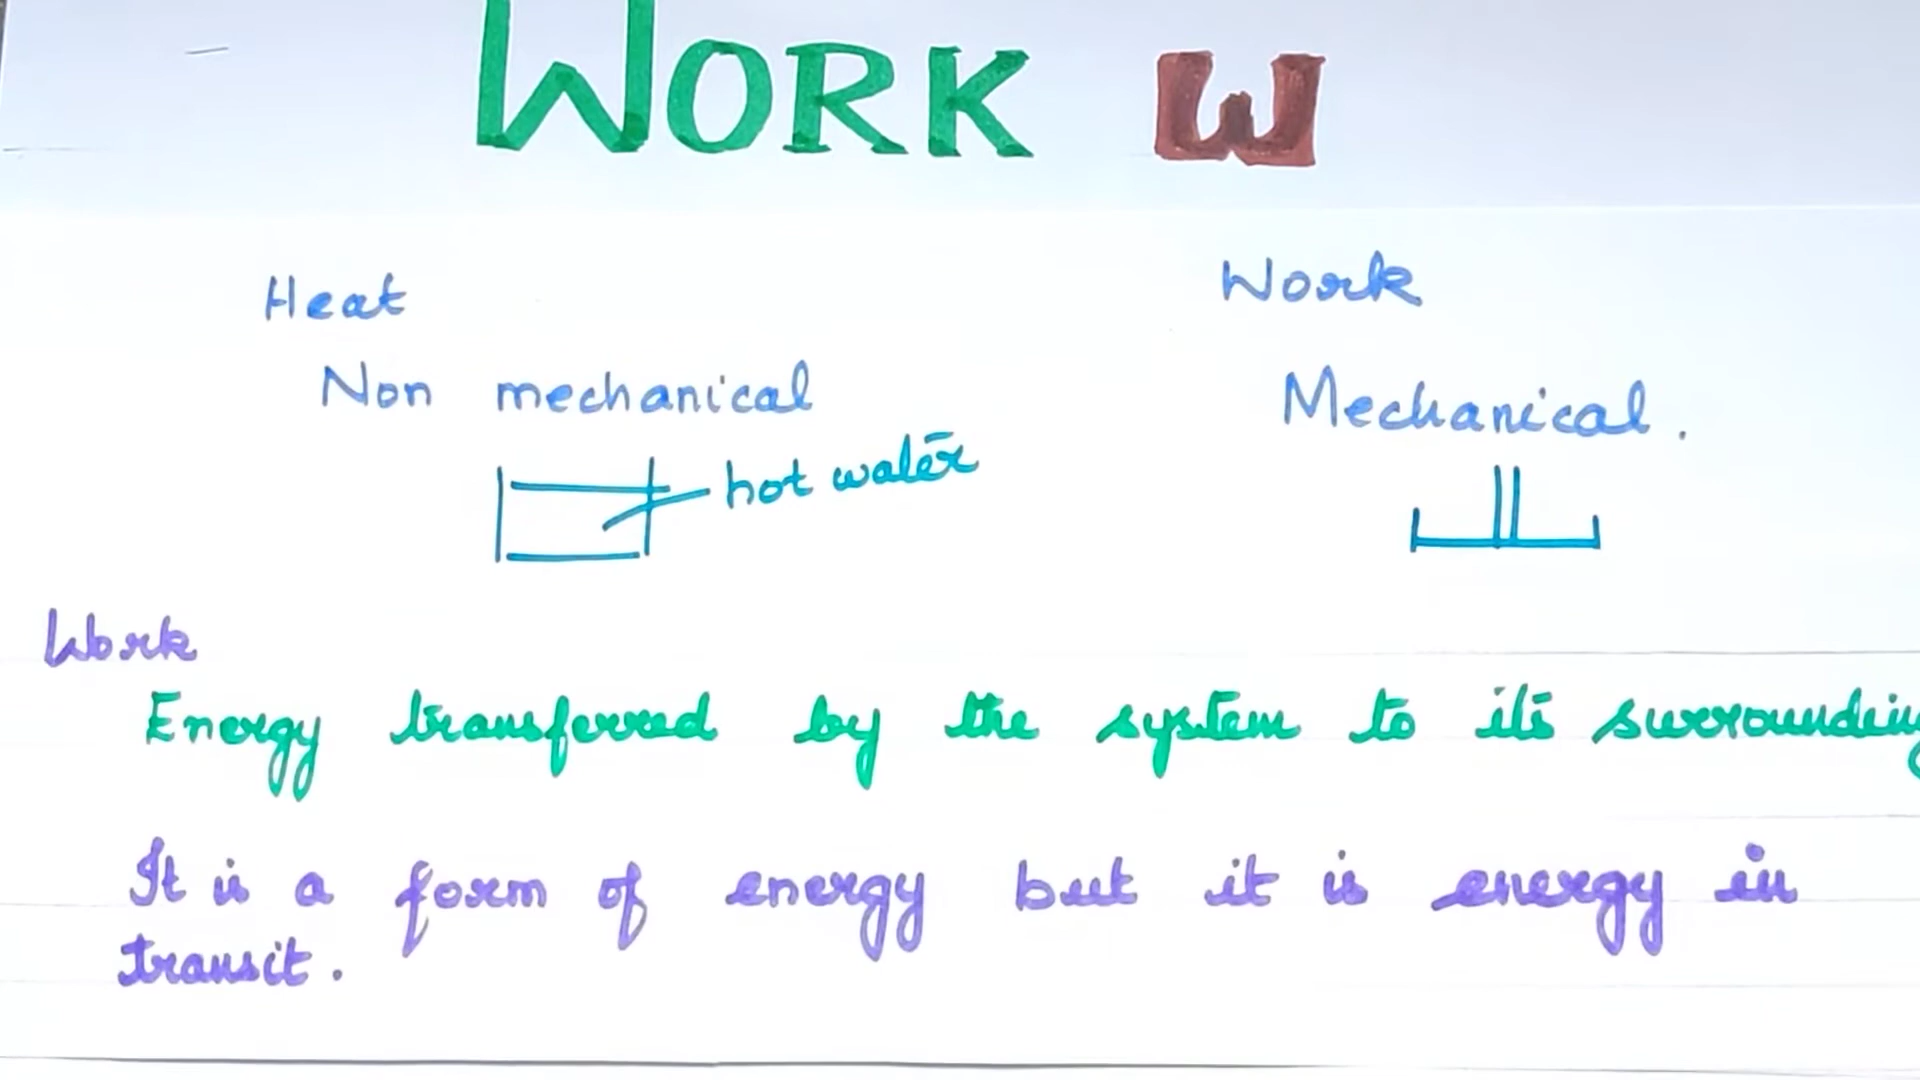 WORK W
Heat
Work
Non mechanical
Mechanical.
hot water
Work
Energy transferred by the system to its surrounding
It is a form of energy but it is energy in
transit.